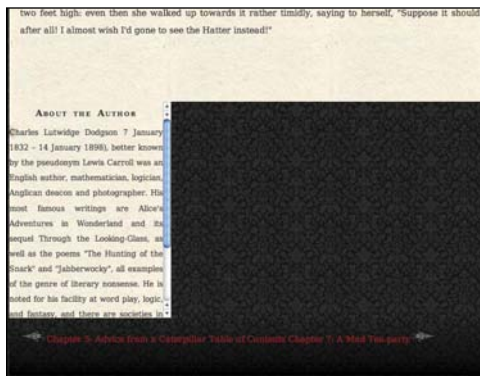 two feet high: even then she walked up towards it rather timidly, saying to herself, "Suppose it should
after all! I almost wish I'd gone to see the Hatter instead!"
About the Author
Charles Lutwidge Dodgson 7 January
1832 – 14 January 1898), better known
by the pseudonym Lewis Carroll was an
English author, mathematician, logician,
Anglican deacon and photographer. His
most famous writings are Alice's
Adventures in Wonderland and its
sequel Through the Looking-Glass, as
well as the poems "The Hunting of the
Snark" and "Jabberwocky", all examples
of the genre of literary nonsense. He is
noted for his facility at word play, logic,
and fantasy, and there are societies in
Chapter 5: Advice from a Caterpillar Table of Contents Chapter 7: A Mad Tea-party